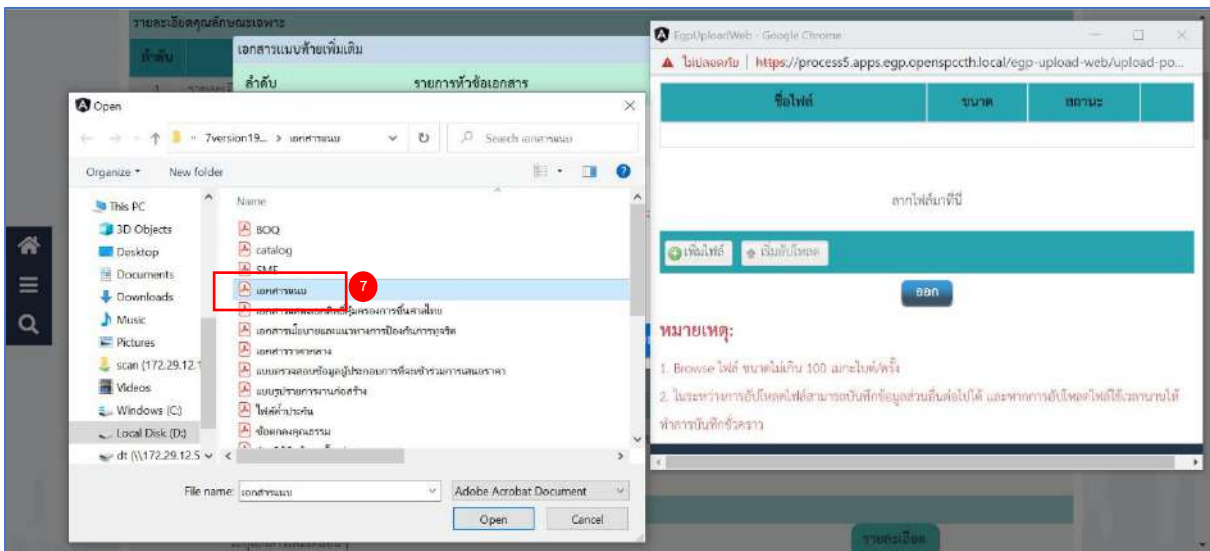 รายละเอียดคุณลักษณะเฉพาะ
ลำดับ
เอกสารแนบท้ายเพิ่มเติม
ลำดับ
รายการหัวข้อเอกสาร
EgpUploadWeb - Google Chrome
ไม่ปลอดภัย | https://process5.apps.egp.openspccth.local/egp-upload-web/upload-po...
ชื่อไฟล์ ขนาด สถานะ
ลากไฟล์มาที่นี่
เพิ่มไฟล์ เริ่มอัปโหลด
ออก
หมายเหตุ:
1. Browse ไฟล์ ขนาดไม่เกิน 100 เมกะไบต์/ครั้ง
2. ในระหว่างการอัปโหลดไฟล์สามารถบันทึกข้อมูลส่วนอื่นต่อไปได้ และหากการอัปโหลดไฟล์ใช้เวลานานให้
ทำการบันทึกชั่วคราว
Open
« 7version19... > เอกสารแนบ
Search เอกสารแนบ
Organize New folder
This PC
3D Objects
Desktop
Documents
Downloads
Music
Pictures
scan (172.29.12.1
Videos
Windows (C:)
Local Disk (D:)
dt (\\172.29.12.5
Name
BOQ
catalog
SME
เอกสารแนบ
7
เอกสารนโยบายและแนวทางการป้องกันการทุจริต
เอกสารราคากลาง
แบบตรวจสอบข้อมูลผู้ประกอบการที่จะเข้าร่วมการเสนอราคา
แบบรูปรายการงานก่อสร้าง
ไฟล์ค้ำประกัน
ข้อตกลงคุณธรรม
File name: เอกสารแนบ
Adobe Acrobat Document
Open Cancel
รายละเอียด